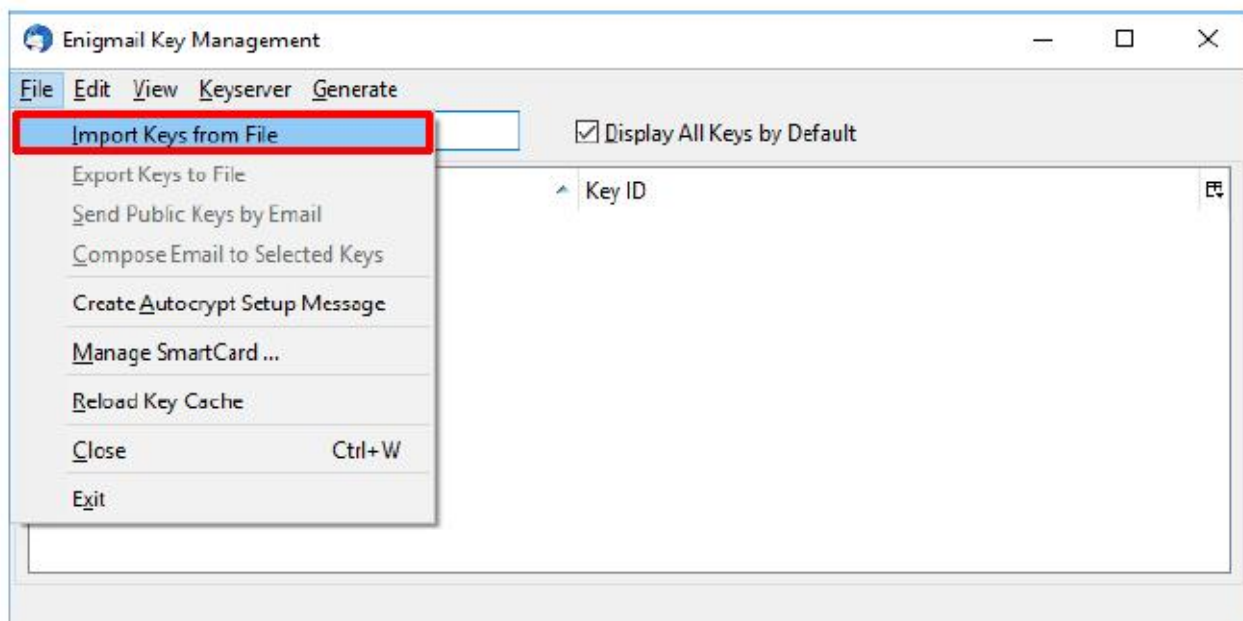 Enigmail Key Management
File Edit View Keyserver Generate
Import Keys from File
Display All Keys by Default
Export Keys to File
Key ID
Send Public Keys by Email
Compose Email to Selected Keys
Create Autocrypt Setup Message
Manage SmartCard ...
Reload Key Cache
Close Ctrl+W
Exit